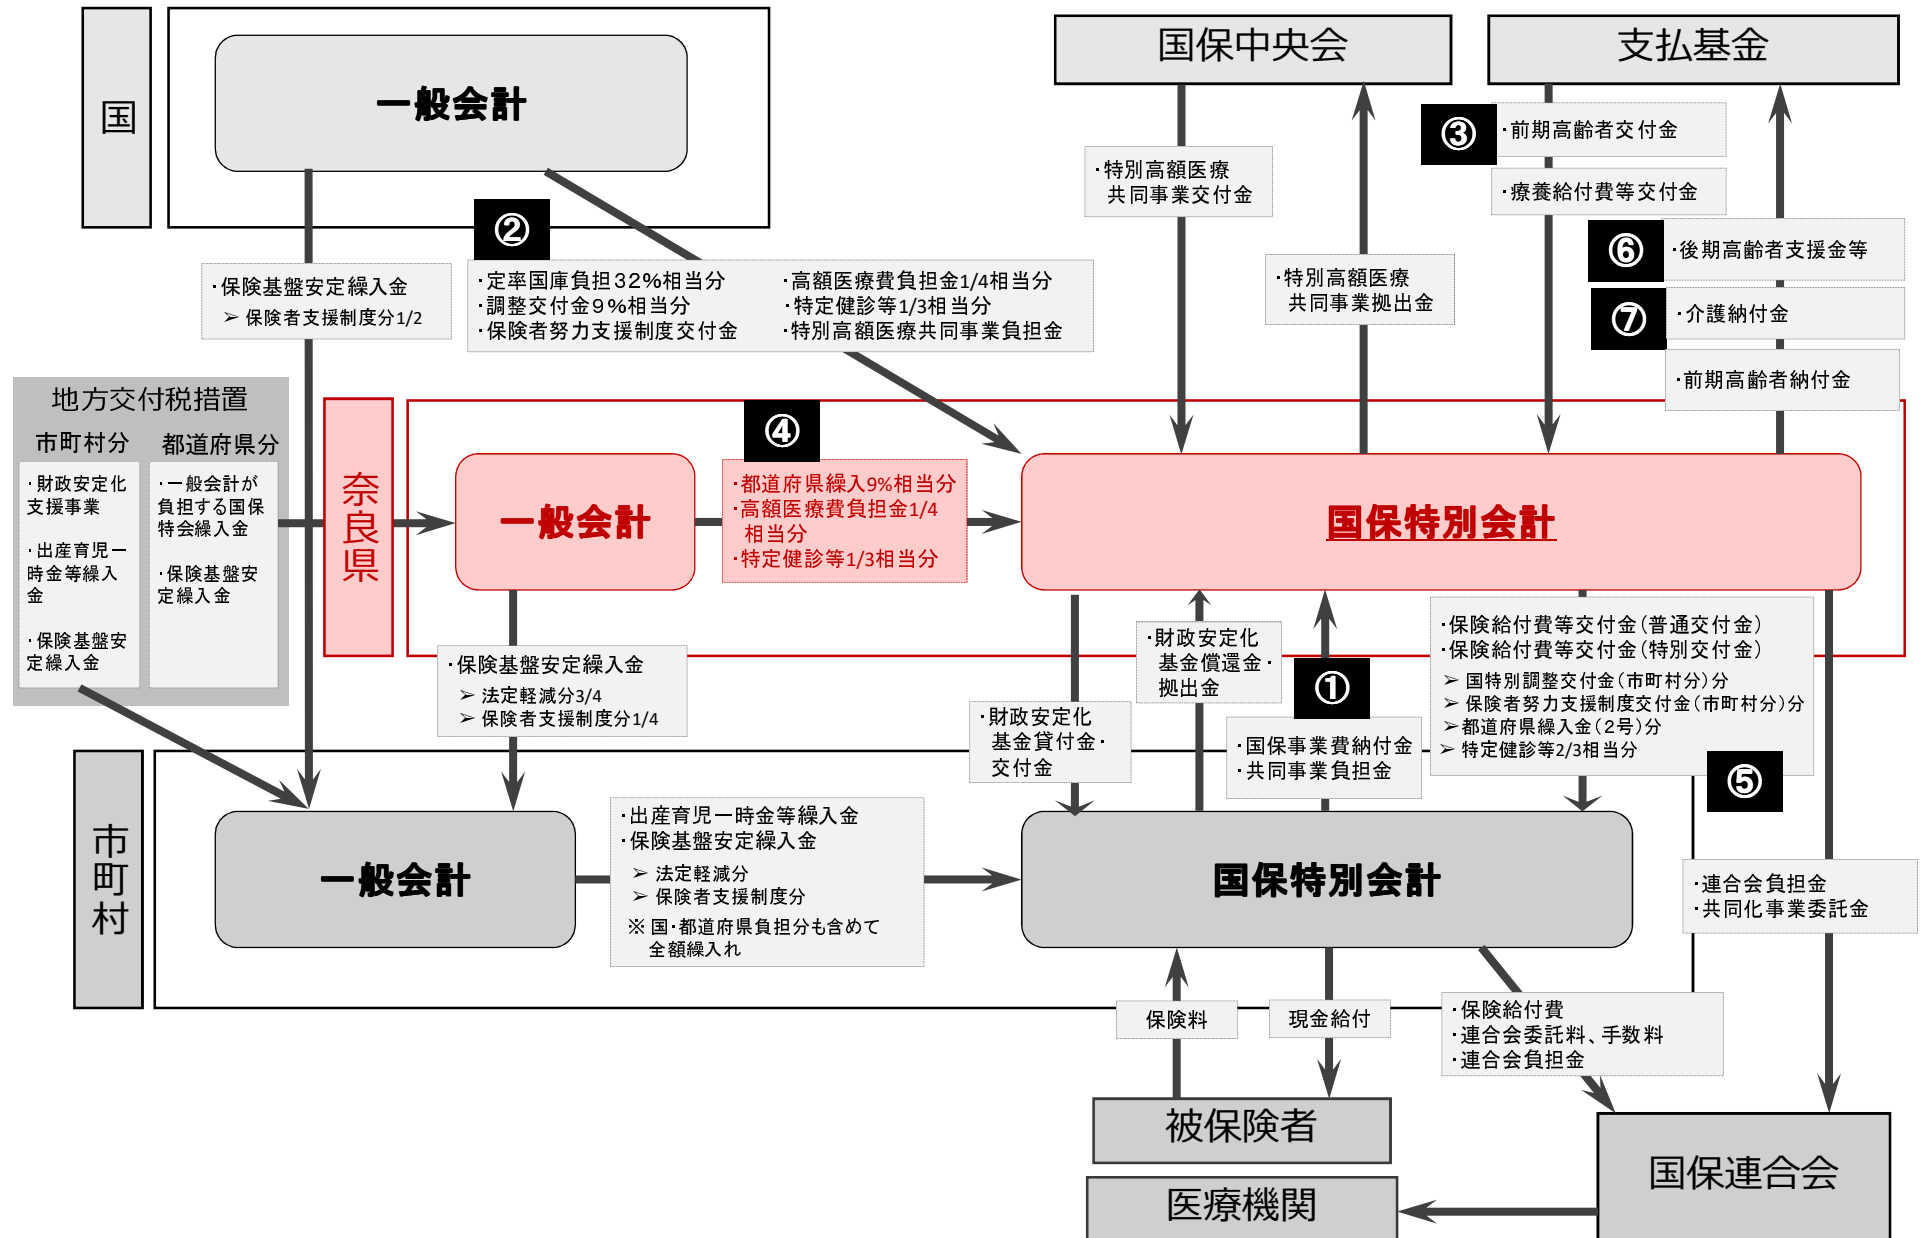 国
一般会計
国保中央会
支払基金
②
・定率国庫負担32%相当分
・調整交付金9%相当分
・保険者努力支援制度交付金
・高額医療費負担金1/4相当分
・特定健診等1/3相当分
・特別高額医療共同事業負担金
・保険基盤安定繰入金
➢ 保険者支援制度分1/2
・特別高額医療
共同事業交付金
・特別高額医療
共同事業拠出金
③
・前期高齢者交付金
・療養給付費等交付金
⑥
・後期高齢者支援金等
⑦
・介護納付金
・前期高齢者納付金
地方交付税措置
市町村分
・財政安定化
支援事業
・出産育児一
時金等繰入
金
・保険基盤安
定繰入金
都道府県分
・一般会計が
負担する国保
特会繰入金
・保険基盤安
定繰入金
奈良県
一般会計
④
・都道府県繰入9%相当分
・高額医療費負担金1/4
相当分
・特定健診等1/3相当分
国保特別会計
・保険基盤安定繰入金
➢ 法定軽減分3/4
➢ 保険者支援制度分1/4
・財政安定化
基金貸付金・
交付金
・財政安定化
基金償還金・
拠出金
①
・国保事業費納付金
・共同事業負担金
・保険給付費等交付金(普通交付金)
・保険給付費等交付金(特別交付金)
➢ 国特別調整交付金(市町村分)分
➢ 保険者努力支援制度交付金(市町村分)分
➢ 都道府県繰入金(2号)分
➢ 特定健診等2/3相当分
⑤
市町村
一般会計
・出産育児一時金等繰入金
・保険基盤安定繰入金
➢ 法定軽減分
➢ 保険者支援制度分
※ 国・都道府県負担分も含めて
全額繰入れ
国保特別会計
・連合会負担金
・共同化事業委託金
保険料
現金給付
・保険給付費
・連合会委託料、手数料
・連合会負担金
被保険者
医療機関
国保連合会